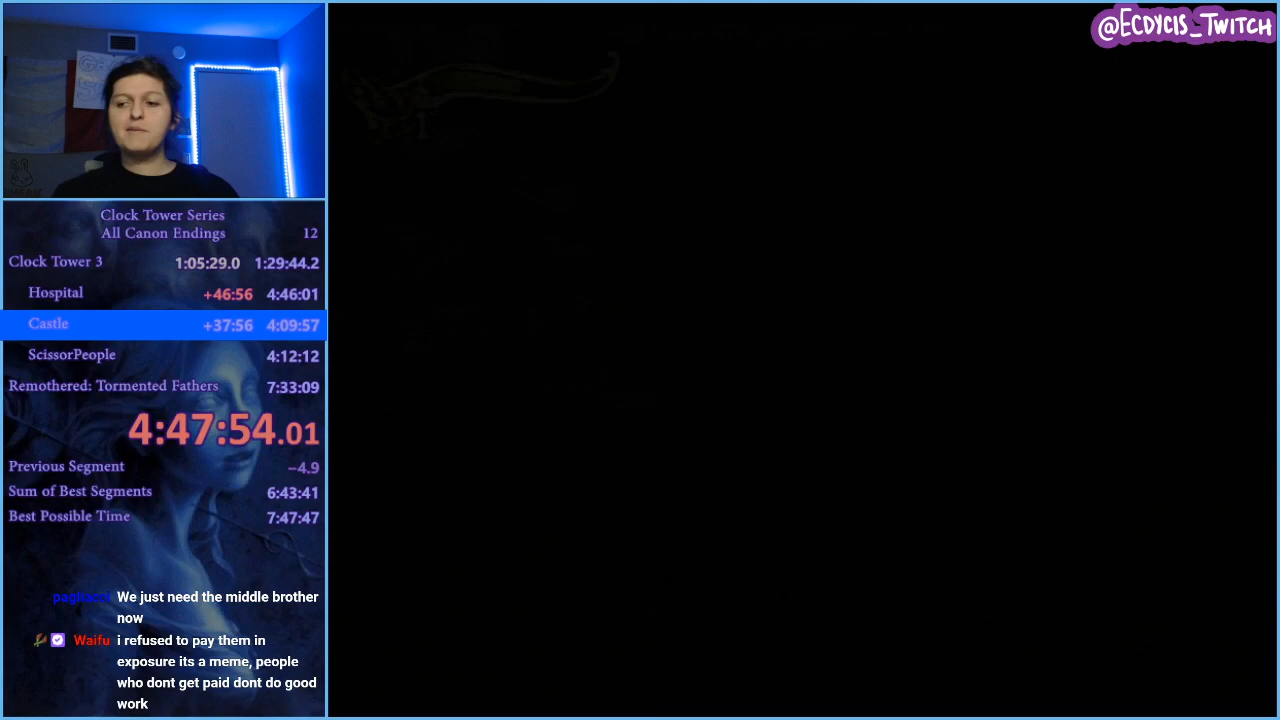 @ECDYCIS_TWITCH
Clock Tower Series
All Canon Endings 12
Clock Tower 3 1:05:29.0 1:29:44.2
Hospital +46:56 4:46:01
Castle +37:56 4:09:57
ScissorPeople 4:12:12
Remothered: Tormented Fathers 7:33:09
4:47:54.01
Previous Segment −4.9
Sum of Best Segments 6:43:41
Best Possible Time 7:47:47
We just need the middle brother
now
Waifu i refused to pay them in
exposure its a meme, people
who dont get paid dont do good
work